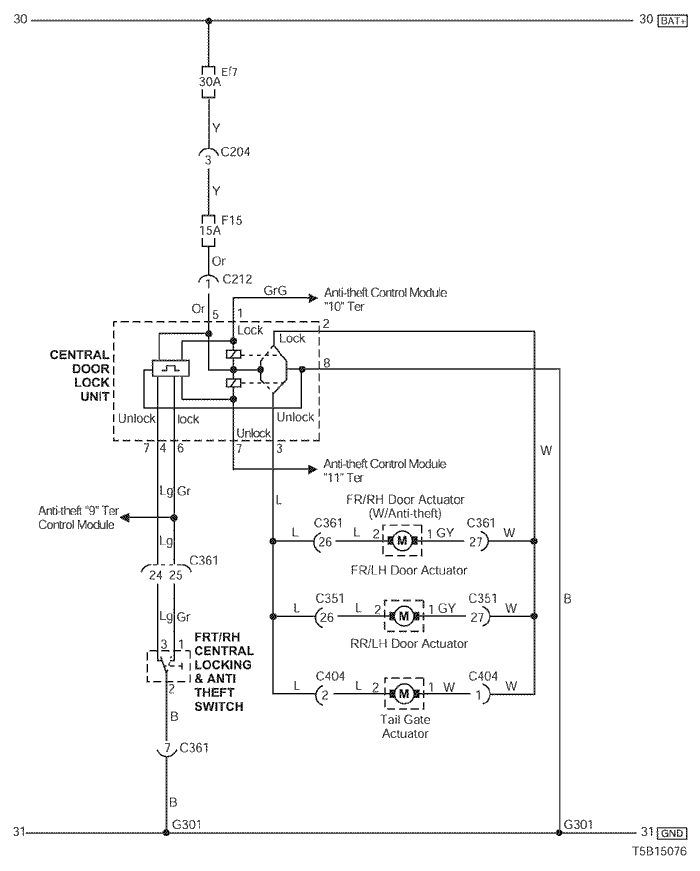 30
30 BAT+
Ef7
30A
Y
C204
3
Y
F15
15A
Or
C212
1
GrG
Anti-theft Control Module
"10" Ter
Or
5
1
2
Lock
Lock
CENTRAL
DOOR
LOCK
UNIT
8
Unlock
lock
Unlock
Unlock
7
4
6
7
3
W
Anti-theft Control Module
"11" Ter
Lg
Gr
L
FR/RH Door Actuator
(W/Anti-theft)
Anti-theft "9" Ter
Control Module
C361
C361
L
26
L
2
M
1
GY
27
W
Lg
FR/LH Door Actuator
C361
24
25
C351
C351
B
L
26
L
2
M
1
GY
27
W
Lg
Gr
RR/LH Door Actuator
3
1
FRT/RH
CENTRAL
LOCKING
& ANTI
THEFT
SWITCH
2
C404
C404
L
2
L
2
M
1
W
1
W
B
Tail Gate
Actuator
7
C361
B
31
G301
G301
31 GND
T5B15076